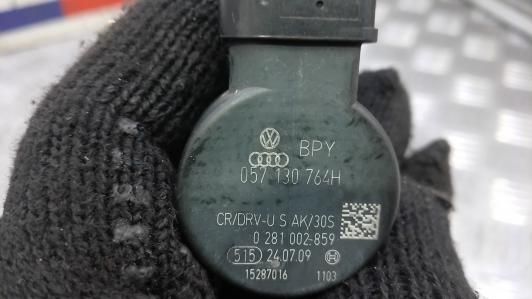 BPY
057 130 764H
CR/DRV-U S AK/30S
0 281 002-859
515 24.07.09
15287016 1103